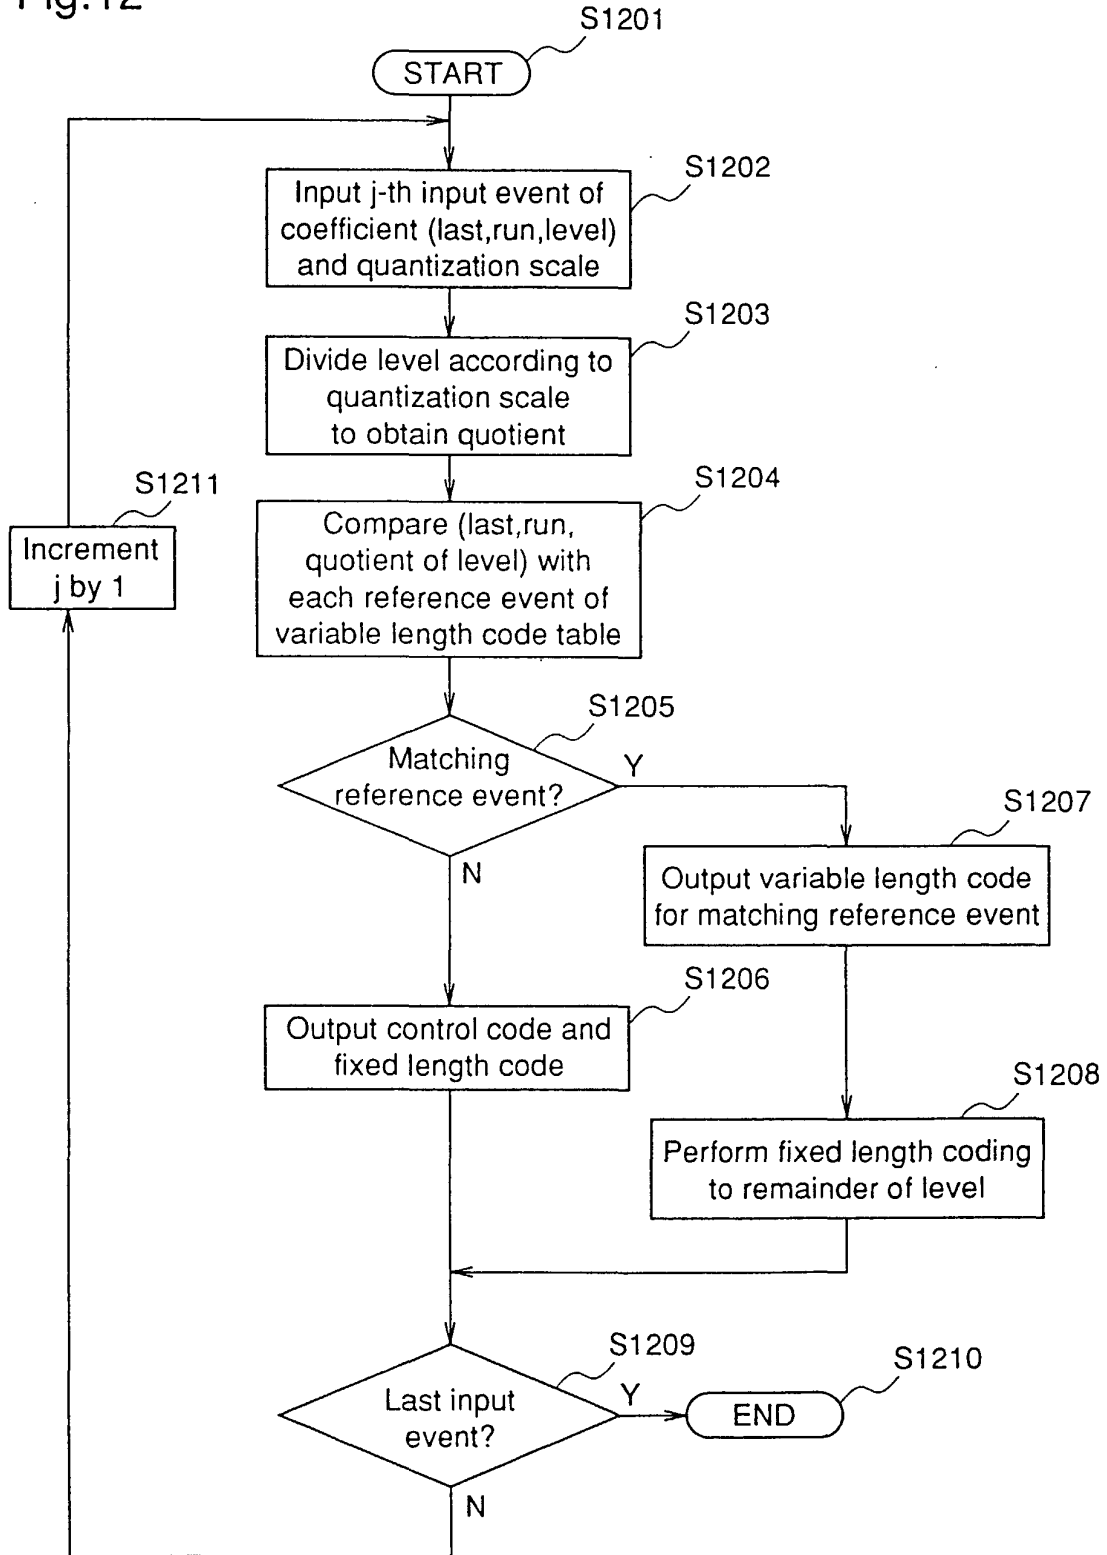 Fig.12
S1201
START
S1202
Input j-th input event of
coefficient (last,run,level)
and quantization scale
S1203
Divide level according to
quantization scale
to obtain quotient
S1204
Compare (last,run,
quotient of level) with
each reference event of
variable length code table
S1211
Increment
j by 1
S1205
Matching
reference event?
Y
N
S1207
Output variable length code
for matching reference event
S1206
Output control code and
fixed length code
S1208
Perform fixed length coding
to remainder of level
S1209
Last input
event?
Y
N
S1210
END